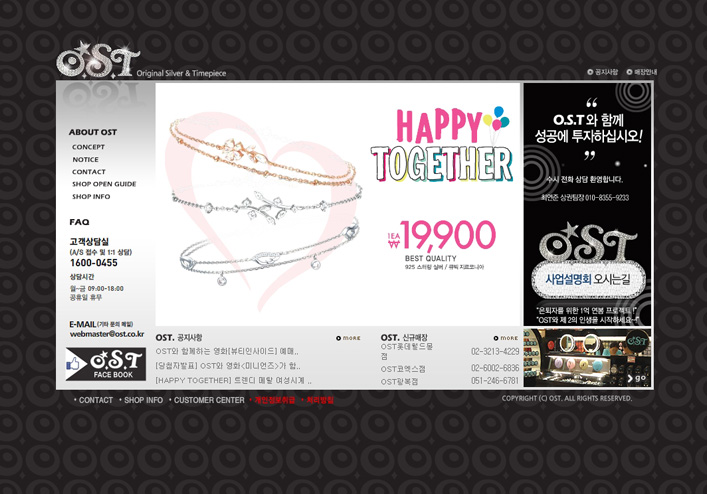 O.S.T Original Silver & Timepiece
공지사항 매장안내
ABOUT OST
CONCEPT
NOTICE
CONTACT
SHOP OPEN GUIDE
SHOP INFO
FAQ
고객상담실
(A/S 접수 및 1:1 상담)
1600-0455
상담시간
월~금 09:00-18:00
공휴일 휴무
E-MAIL (기타 문의 메일)
webmaster@ost.co.kr
O.S.T
FACE BOOK
HAPPY
TOGETHER
1EA
₩19,900
BEST QUALITY
925 스터링 실버 / 큐빅 지르코니아
“
O.S.T 와 함께
성공에 투자하십시오!
”
수시 전화 상담 환영합니다.
최연준 상권팀장 010-8355-9233
O.S.T
사업설명회 오시는길
"은퇴자를 위한 1억 연봉 프로젝트!"
"OST와 제 2의 인생을 시작하세요~!"
go
OST. 공지사항 MORE
OST와 함께하는 영화[뷰티인사이드] 예매..
[당첨자발표] OST와 영화<미니언즈>가 함..
[HAPPY TOGETHER] 트렌디 메탈 여성시계 ..
OST. 신규매장 MORE
OST롯데월드몰점 02-3213-4229
OST코엑스점 02-6002-6836
OST광복점 051-246-6781
• CONTACT • SHOP INFO • CUSTOMER CENTER • 개인정보취급 • 처리방침
COPYRIGHT (C) OST. ALL RIGHTS RESERVED.